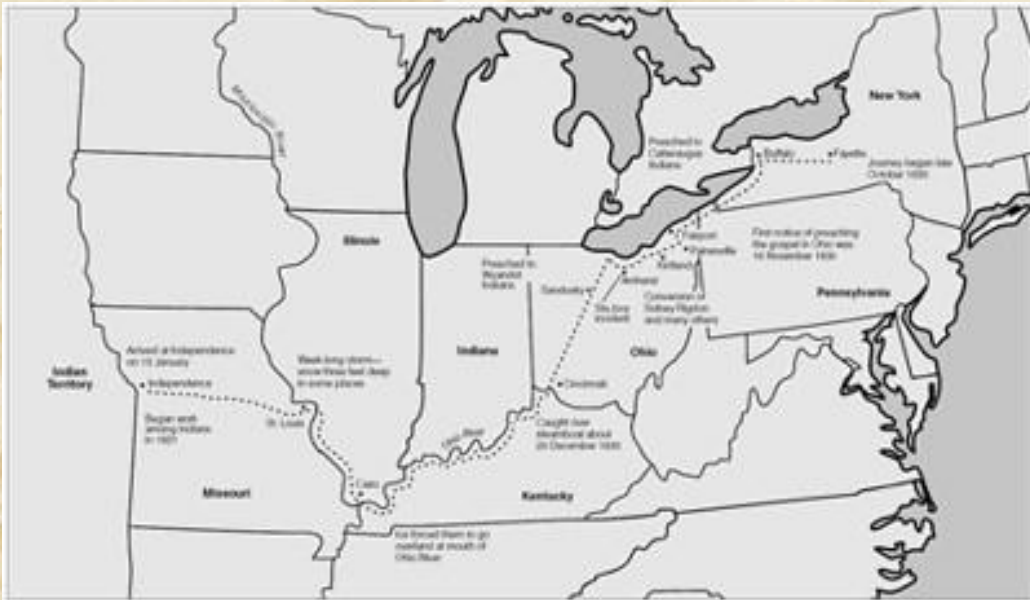 Mississippi River
New York
Preached to
Cattaraugus
Indians
Buffalo
Fayette
Journey began late
October 1830
Illinois
Fairport
Painesville
Kirtland
First notice of preaching
the gospel in Ohio was
16 November 1830
Preached to
Wyandot
Indians
Sandusky
Amherst
incident
Conversion of
Sidney Rigdon
and many others
Pennsylvania
Indiana
Ohio
Arrived at Independence
on 13 January
Week-long storm—
snow three feet deep
in some places
Indian
Territory
Independence
Cincinnati
Began work
among Indians
in 1831
St. Louis
Caught river
steamboat about
20 December 1830
Ohio River
Cairo
Missouri
Kentucky
Ice forced them to go
overland at mouth of
Ohio River